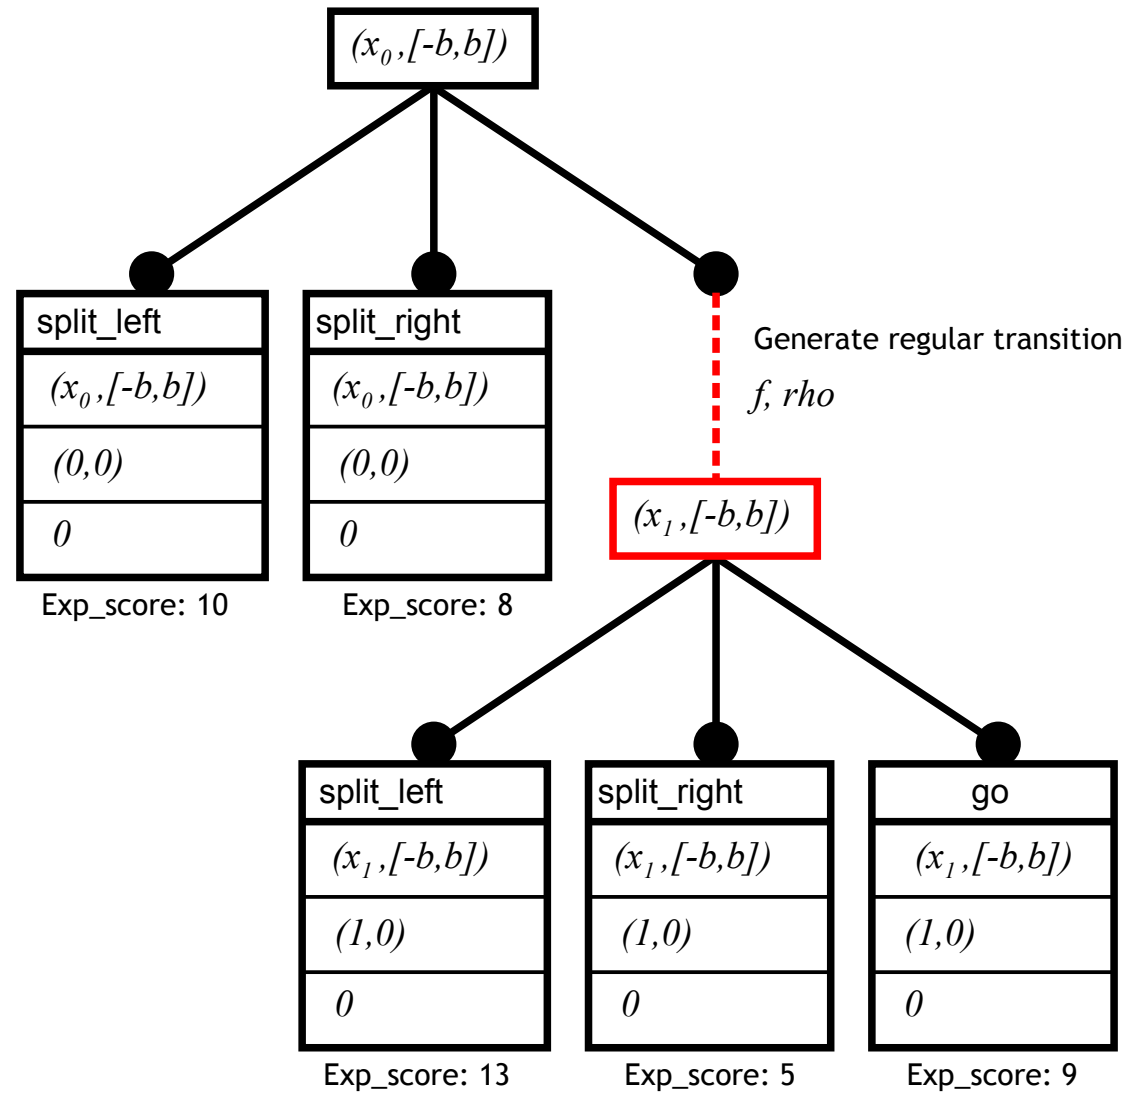 (x₀,[-b,b])
split_left
(x₀,[-b,b])
(0,0)
0
Exp_score: 10
split_right
(x₀,[-b,b])
(0,0)
0
Exp_score: 8
Generate regular transition
f, rho
(x₁,[-b,b])
split_left
(x₁,[-b,b])
(1,0)
0
Exp_score: 13
split_right
(x₁,[-b,b])
(1,0)
0
Exp_score: 5
go
(x₁,[-b,b])
(1,0)
0
Exp_score: 9